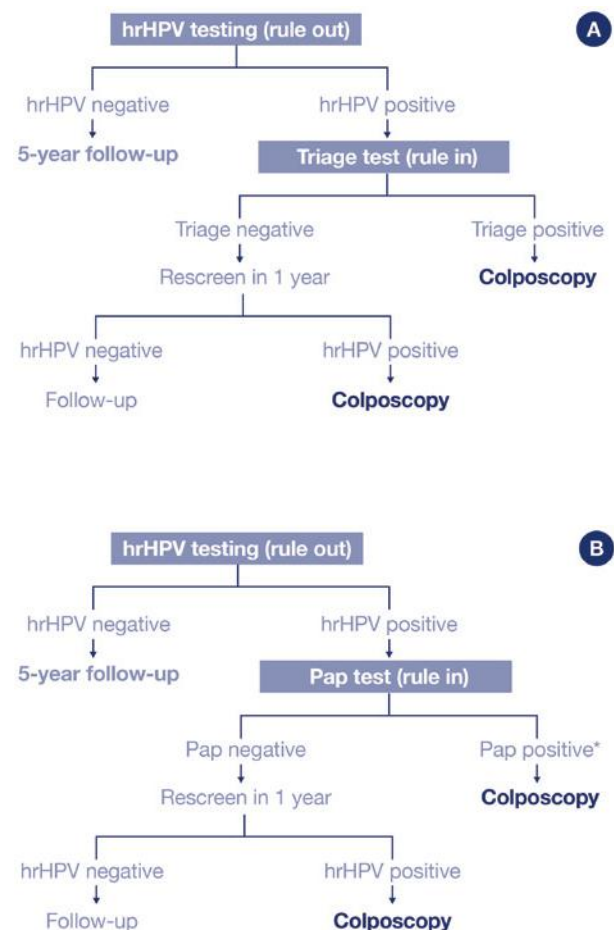 hrHPV testing (rule out)
A
hrHPV negative
hrHPV positive
5-year follow-up
Triage test (rule in)
Triage negative
Triage positive
Rescreen in 1 year
Colposcopy
hrHPV negative
hrHPV positive
Follow-up
Colposcopy
hrHPV testing (rule out)
B
hrHPV negative
hrHPV positive
5-year follow-up
Pap test (rule in)
Pap negative
Pap positive*
Rescreen in 1 year
Colposcopy
hrHPV negative
hrHPV positive
Follow-up
Colposcopy